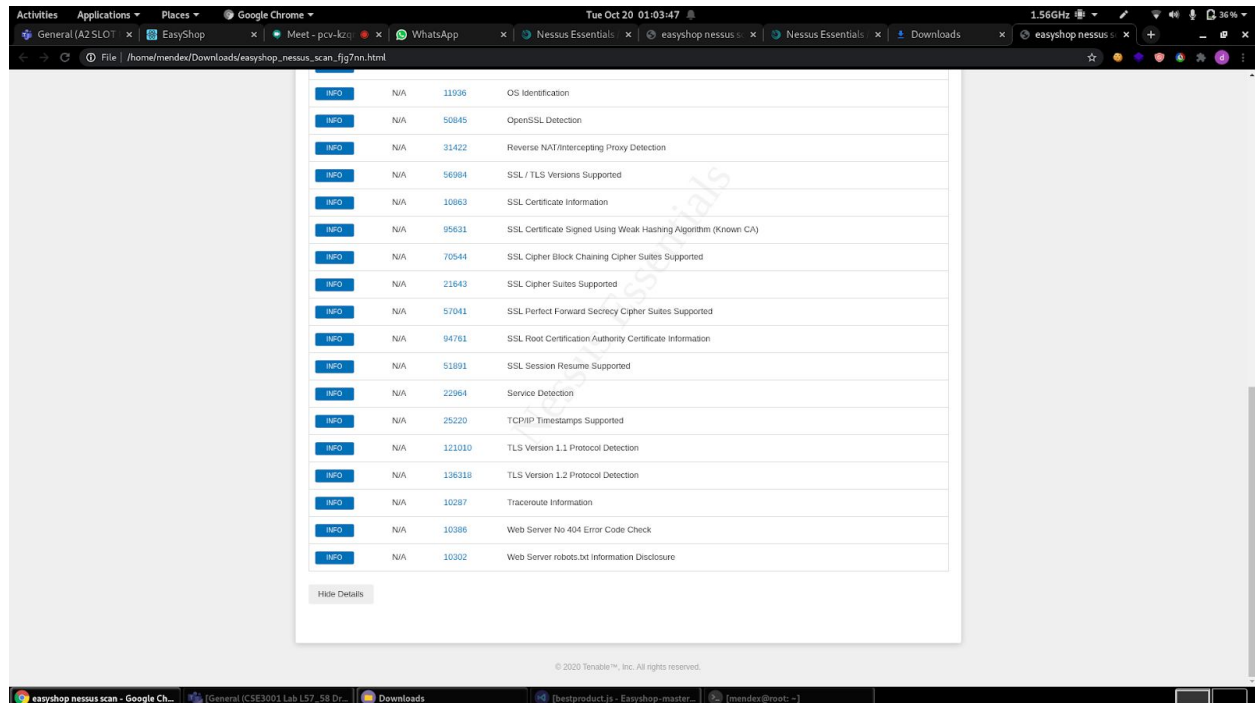 Activities Applications Places Google Chrome Tue Oct 20 01:03:47 1.56GHz 36%
General (A2 SLOT EasyShop Meet - pcv-kzq WhatsApp Nessus Essentials easyshop nessus Nessus Essentials Downloads easyshop nessus
File /home/mendex/Downloads/easyshop_nessus_scan_fjg7nn.html d
INFO N/A 11936 OS Identification
INFO N/A 50845 OpenSSL Detection
INFO N/A 31422 Reverse NAT/Intercepting Proxy Detection
INFO N/A 56984 SSL / TLS Versions Supported
INFO N/A 10863 SSL Certificate Information
INFO N/A 95631 SSL Certificate Signed Using Weak Hashing Algorithm (Known CA)
INFO N/A 70544 SSL Cipher Block Chaining Cipher Suites Supported
INFO N/A 21643 SSL Cipher Suites Supported
INFO N/A 57041 SSL Perfect Forward Secrecy Cipher Suites Supported
INFO N/A 94761 SSL Root Certification Authority Certificate Information
INFO N/A 51891 SSL Session Resume Supported
INFO N/A 22964 Service Detection
INFO N/A 25220 TCP/IP Timestamps Supported
INFO N/A 121010 TLS Version 1.1 Protocol Detection
INFO N/A 136318 TLS Version 1.2 Protocol Detection
INFO N/A 10287 Traceroute Information
INFO N/A 10386 Web Server No 404 Error Code Check
INFO N/A 10302 Web Server robots.txt Information Disclosure
Nessus Essentials
Hide Details
© 2020 Tenable™, Inc. All rights reserved.
easyshop nessus scan - Google Ch... [General (CSE3001 Lab L57_58 Dr... Downloads [bestproduct.js - Easyshop-master... [mendex@root: ~]